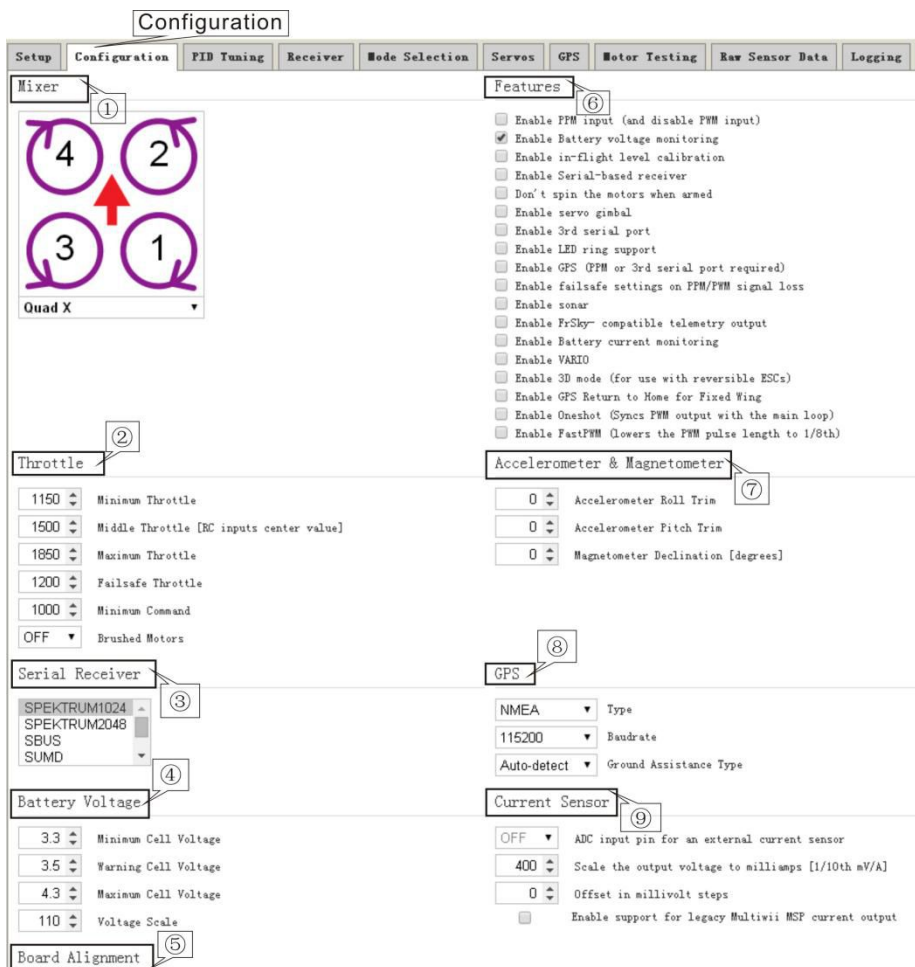 Configuration
Setup Configuration PID Tuning Receiver Mode Selection Servos GPS Motor Testing Raw Sensor Data Logging
Mixer
①
4 2
3 1
Quad X
Features
⑥
Enable PPM input (and disable PWM input)
Enable Battery voltage monitoring
Enable in-flight level calibration
Enable Serial-based receiver
Don't spin the motors when armed
Enable servo gimbal
Enable 3rd serial port
Enable LED ring support
Enable GPS (PPM or 3rd serial port required)
Enable failsafe settings on PPM/PWM signal loss
Enable sonar
Enable FrSky- compatible telemetry output
Enable Battery current monitoring
Enable VARIO
Enable 3D mode (for use with reversible ESCs)
Enable GPS Return to Home for Fixed Wing
Enable Oneshot (Syncs PWM output with the main loop)
Enable FastPWM (lowers the PWM pulse length to 1/8th)
②
Throttle
1150 Minimum Throttle
1500 Middle Throttle [RC inputs center value]
1850 Maximum Throttle
1200 Failsafe Throttle
1000 Minimum Command
OFF Brushed Motors
Accelerometer & Magnetometer
⑦
0 Accelerometer Roll Trim
0 Accelerometer Pitch Trim
0 Magnetometer Declination [degrees]
Serial Receiver
③
SPEKTRUM1024
SPEKTRUM2048
SBUS
SUMD
⑧
GPS
NMEA Type
115200 Baudrate
Auto-detect Ground Assistance Type
④
Battery Voltage
3.3 Minimum Cell Voltage
3.5 Warning Cell Voltage
4.3 Maximum Cell Voltage
110 Voltage Scale
Current Sensor
⑨
OFF ADC input pin for an external current sensor
400 Scale the output voltage to milliamps [1/10th mV/A]
0 Offset in millivolt steps
Enable support for legacy Multiwii MSP current output
⑤
Board Alignment